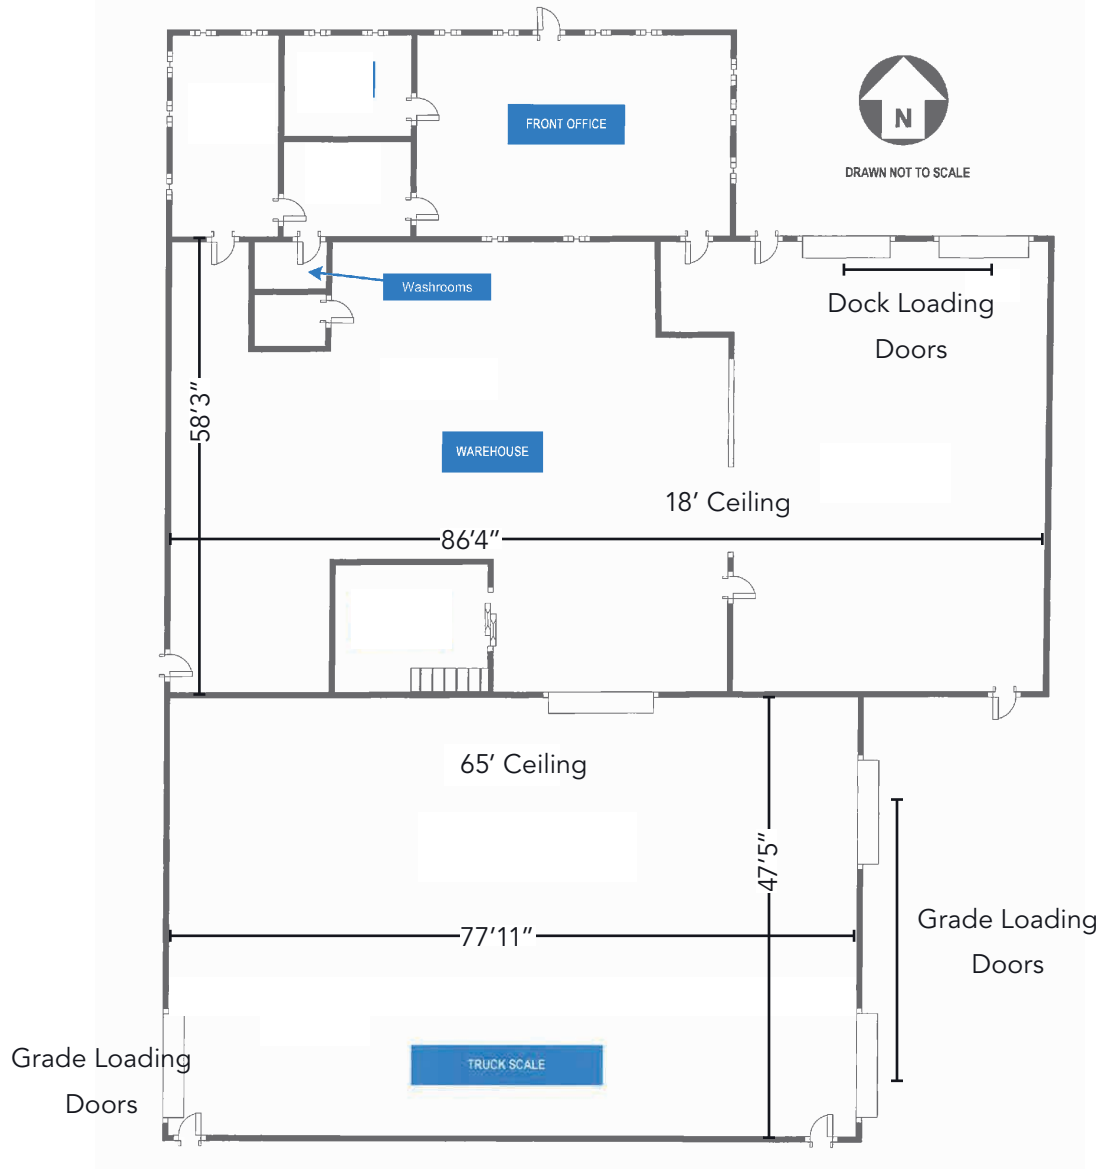 FRONT OFFICE
N
DRAWN NOT TO SCALE
Washrooms
Dock Loading
Doors
58’3”
WAREHOUSE
18’ Ceiling
86’4”
65’ Ceiling
47’5”
Grade Loading
Doors
77’11”
Grade Loading
Doors
TRUCK SCALE